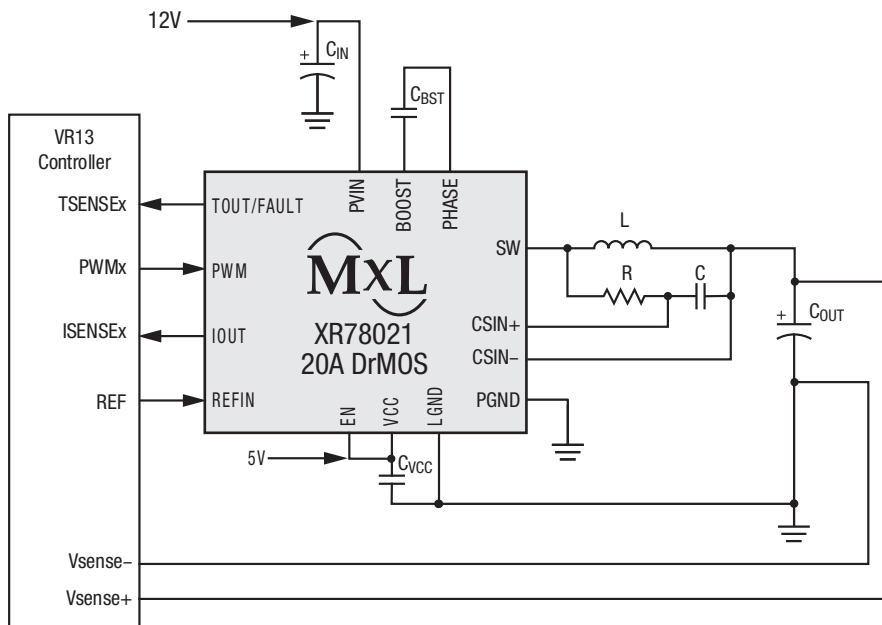 12V
+ CIN
CBST
VR13
Controller
TSENSEx
PWMx
ISENSEx
REF
Vsense−
Vsense+
TOUT/FAULT
PWM
IOUT
REFIN
PVIN
BOOST
PHASE
MxL
XR78021
20A DrMOS
SW
CSIN+
CSIN−
PGND
EN
VCC
LGND
5V
CVCC
L
R
C
+ COUT